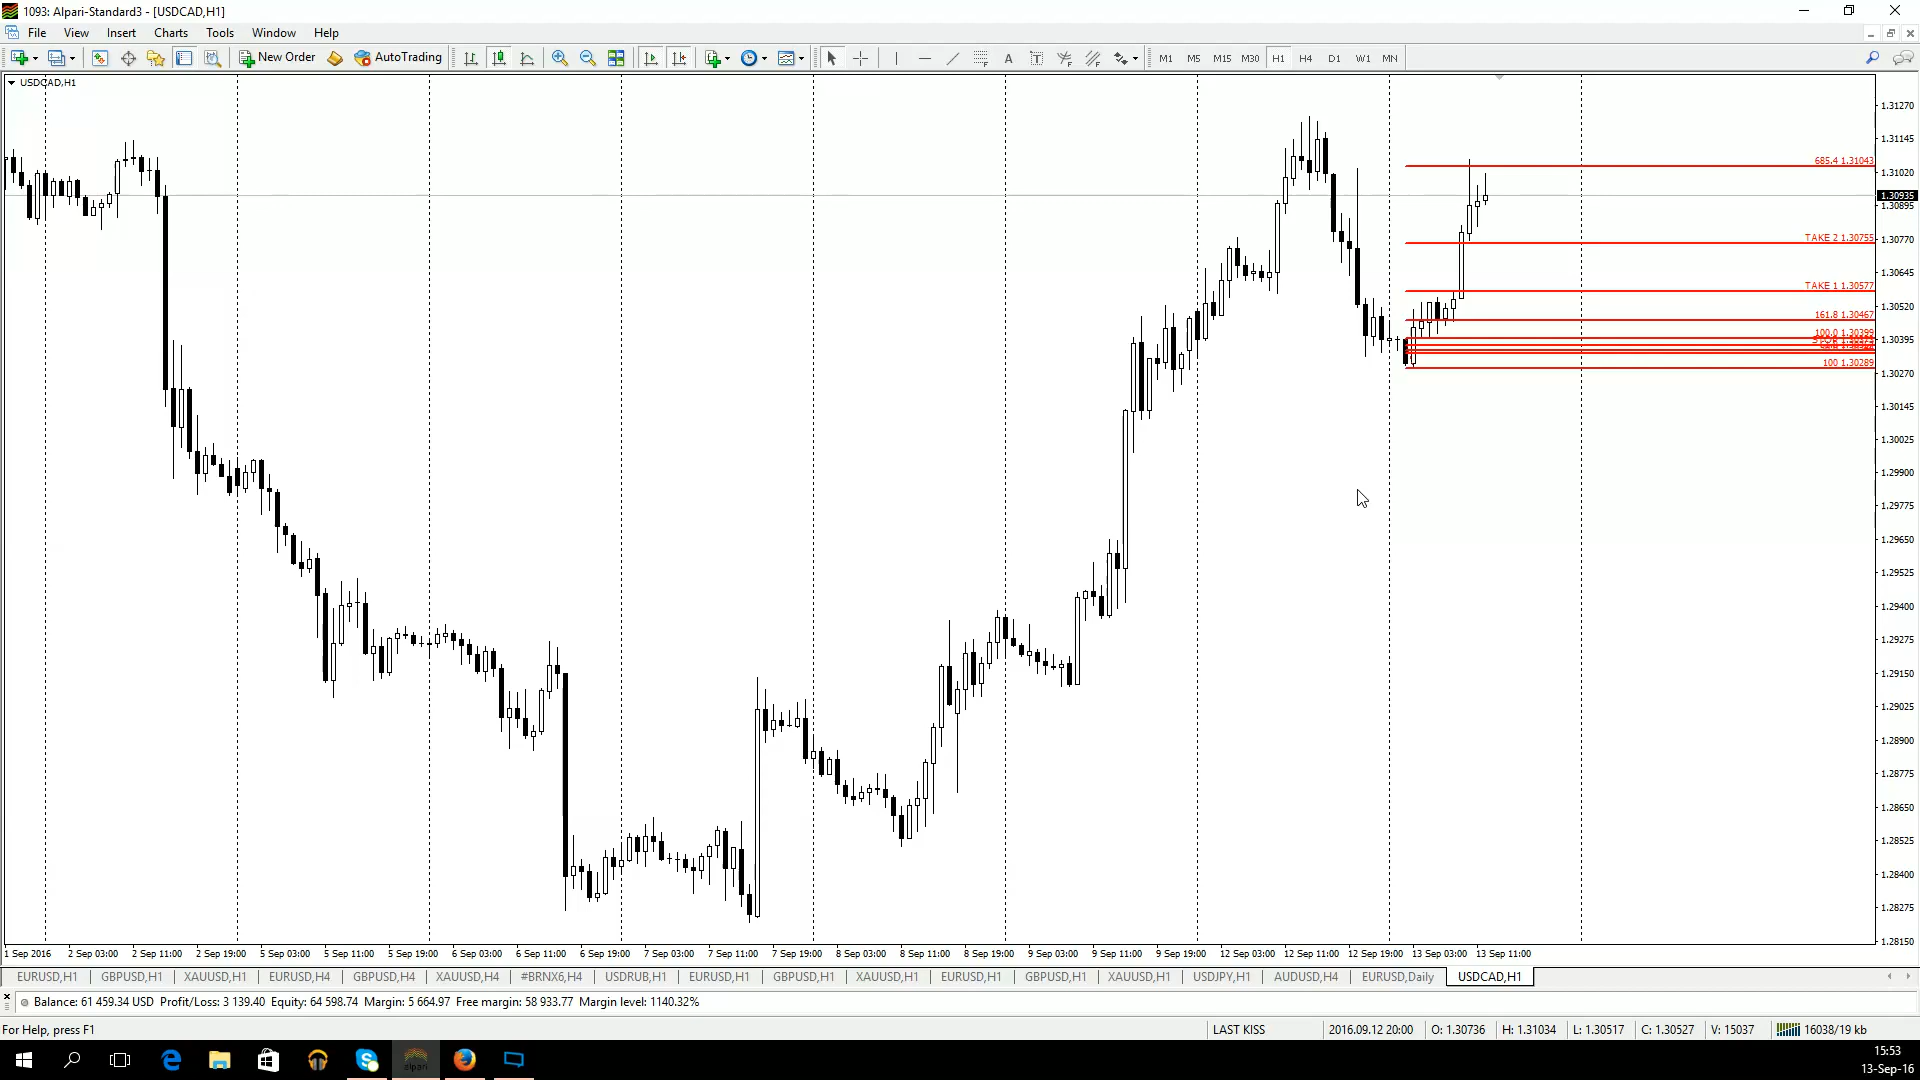 1093: Alpari-Standard3 - [USDCAD,H1]
File View Insert Charts Tools Window Help
New Order AutoTrading A T M1 M5 M15 M30 H1 H4 D1 W1 MN
USDCAD,H1
1.31270
1.31145
685.4 1.31043
1.31020
1.30935
1.30895
TAKE 2 1.30755
1.30770
1.30645
TAKE 1 1.30577
1.30520
161.8 1.30467
100.0 1.30399
1.30395
100 1.30289
1.30270
1.30145
1.30025
1.29900
1.29775
1.29650
1.29525
1.29400
1.29275
1.29150
1.29025
1.28900
1.28775
1.28650
1.28525
1.28400
1.28275
1.28150
1 Sep 2016 2 Sep 03:00 2 Sep 11:00 2 Sep 19:00 5 Sep 03:00 5 Sep 11:00 5 Sep 19:00 6 Sep 03:00 6 Sep 11:00 6 Sep 19:00 7 Sep 03:00 7 Sep 11:00 7 Sep 19:00 8 Sep 03:00 8 Sep 11:00 8 Sep 19:00 9 Sep 03:00 9 Sep 11:00 9 Sep 19:00 12 Sep 03:00 12 Sep 11:00 12 Sep 19:00 13 Sep 03:00 13 Sep 11:00
EURUSD,H1 GBPUSD,H1 XAUUSD,H1 EURUSD,H4 GBPUSD,H4 XAUUSD,H4 #BRNX6,H4 USDRUB,H1 EURUSD,H1 GBPUSD,H1 XAUUSD,H1 EURUSD,H1 GBPUSD,H1 XAUUSD,H1 USDJPY,H1 AUDUSD,H4 EURUSD,Daily USDCAD,H1
Balance: 61 459.34 USD Profit/Loss: 3 139.40 Equity: 64 598.74 Margin: 5 664.97 Free margin: 58 933.77 Margin level: 1140.32%
For Help, press F1 LAST KISS 2016.09.12 20:00 O: 1.30736 H: 1.31034 L: 1.30517 C: 1.30527 V: 15037 16038/19 kb
alpari
15:53
13-Sep-16